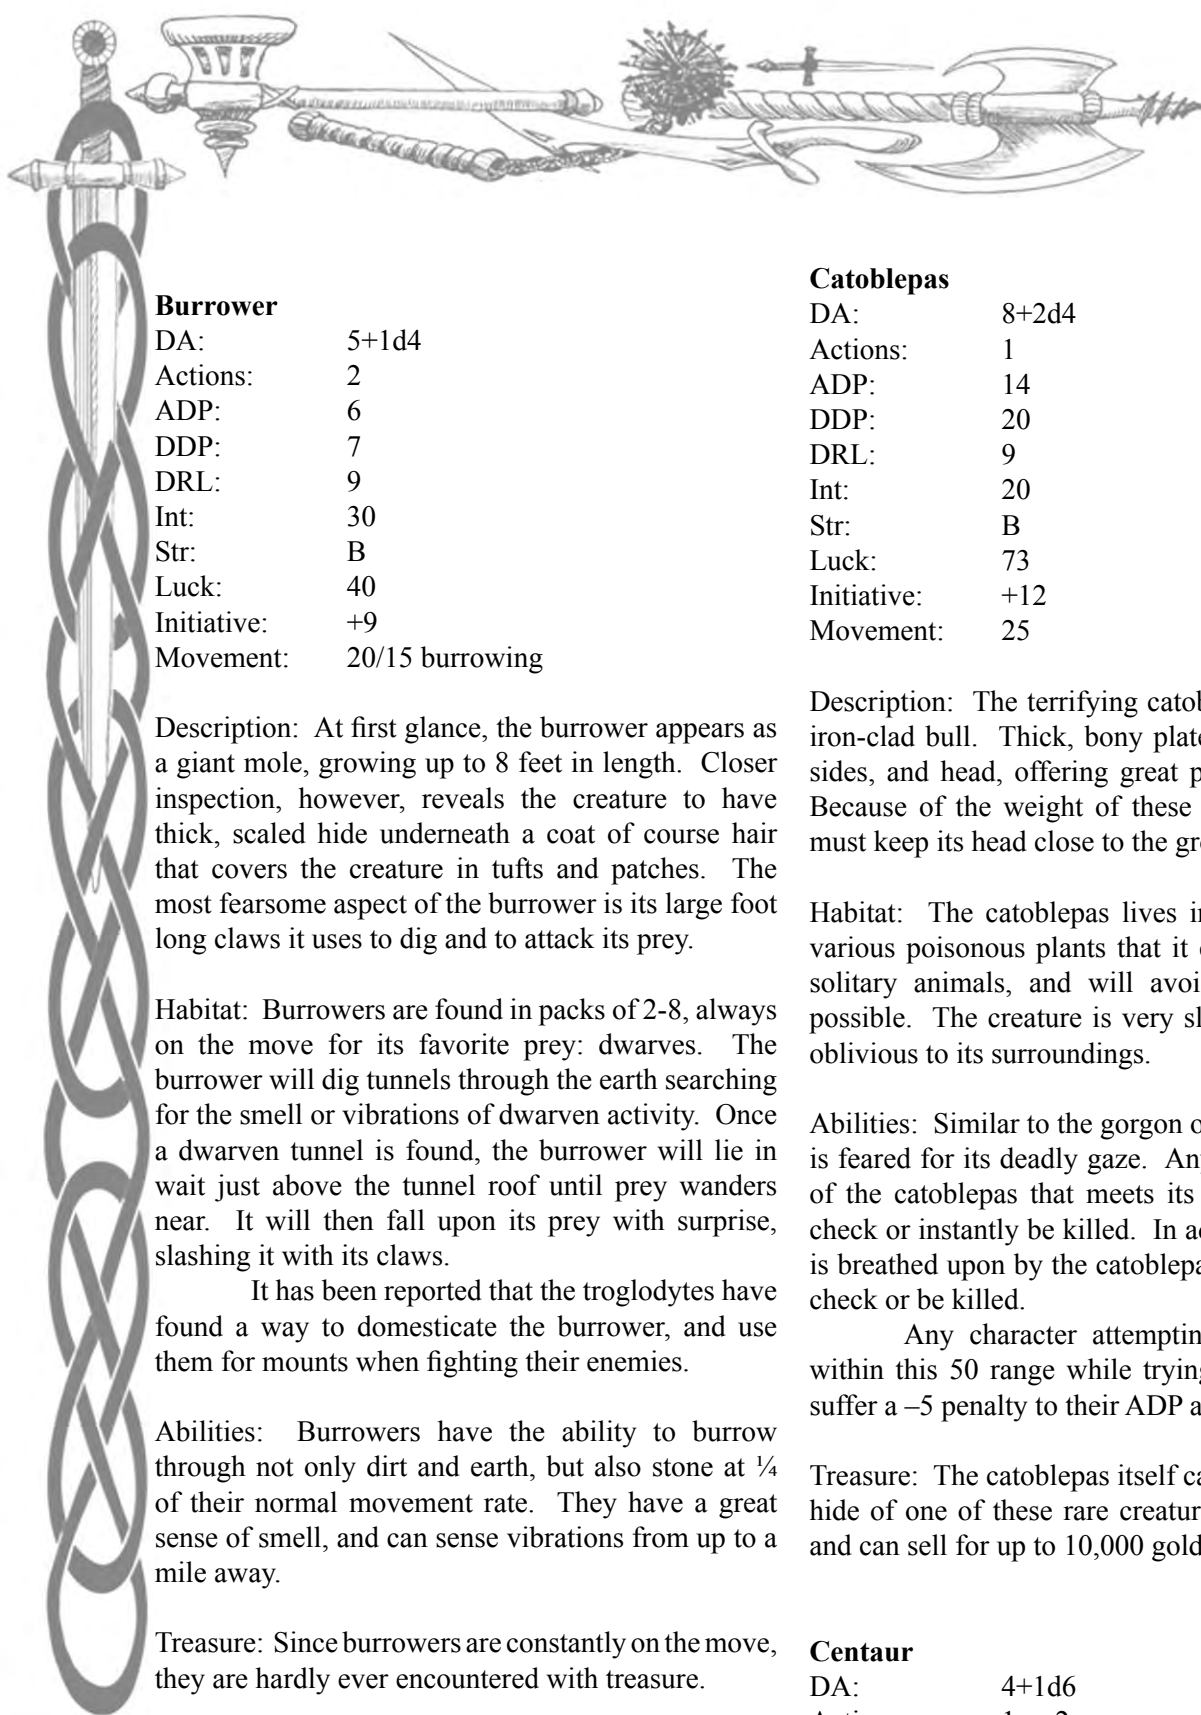 Burrower
DA: 5+1d4
Actions: 2
ADP: 6
DDP: 7
DRL: 9
Int: 30
Str: B
Luck: 40
Initiative: +9
Movement: 20/15 burrowing
Description: At first glance, the burrower appears as
a giant mole, growing up to 8 feet in length. Closer
inspection, however, reveals the creature to have
thick, scaled hide underneath a coat of course hair
that covers the creature in tufts and patches. The
most fearsome aspect of the burrower is its large foot
long claws it uses to dig and to attack its prey.
Habitat: Burrowers are found in packs of 2-8, always
on the move for its favorite prey: dwarves. The
burrower will dig tunnels through the earth searching
for the smell or vibrations of dwarven activity. Once
a dwarven tunnel is found, the burrower will lie in
wait just above the tunnel roof until prey wanders
near. It will then fall upon its prey with surprise,
slashing it with its claws.
It has been reported that the troglodytes have
found a way to domesticate the burrower, and use
them for mounts when fighting their enemies.
Abilities: Burrowers have the ability to burrow
through not only dirt and earth, but also stone at ¼
of their normal movement rate. They have a great
sense of smell, and can sense vibrations from up to a
mile away.
Treasure: Since burrowers are constantly on the move,
they are hardly ever encountered with treasure.
Catoblepas
DA: 8+2d4
Actions: 1
ADP: 14
DDP: 20
DRL: 9
Int: 20
Str: B
Luck: 73
Initiative: +12
Movement: 25
Description: The terrifying
iron-clad bull. Thick, bony
sides, and head, offering great
Because of the weight of these
must keep its head close to the
Habitat: The catoblepas lives
various poisonous plants that it
solitary animals, and will
possible. The creature is very
oblivious to its surroundings.
Abilities: Similar to the gorgon
is feared for its deadly gaze.
of the catoblepas that meets its
check or instantly be killed. In
is breathed upon by the
check or be killed.
Any character
within this 50 range while
suffer a –5 penalty to their ADP
Treasure: The catoblepas itself
hide of one of these rare
and can sell for up to 10,000 gold
Centaur
DA: 4+1d6